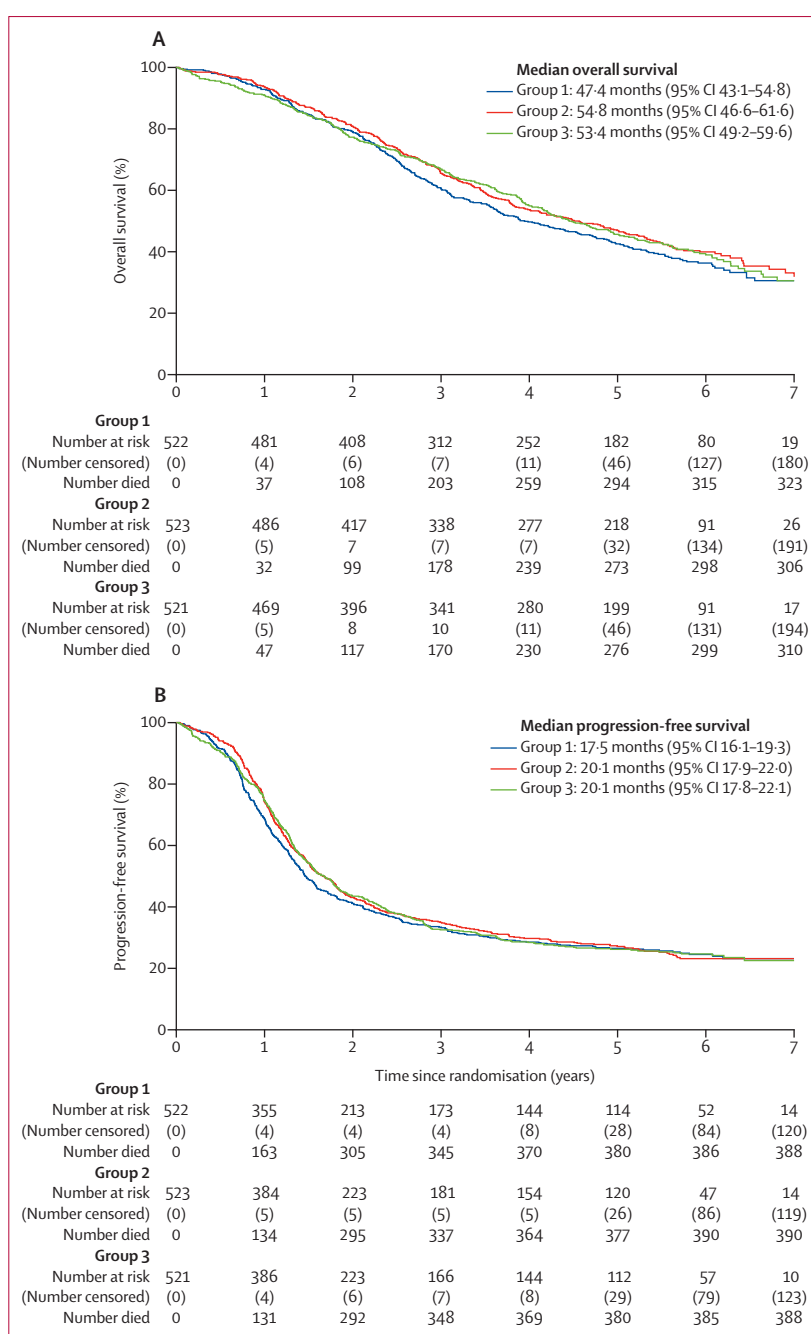 A
100
80
60
40
20
0
Overall survival (%)
Median overall survival
Group 1: 47·4 months (95% CI 43·1–54·8)
Group 2: 54·8 months (95% CI 46·6–61·6)
Group 3: 53·4 months (95% CI 49·2–59·6)
0 1 2 3 4 5 6 7
Group 1
Number at risk 522 481 408 312 252 182 80 19
(Number censored) (0) (4) (6) (7) (11) (46) (127) (180)
Number died 0 37 108 203 259 294 315 323
Group 2
Number at risk 523 486 417 338 277 218 91 26
(Number censored) (0) (5) 7 (7) (7) (32) (134) (191)
Number died 0 32 99 178 239 273 298 306
Group 3
Number at risk 521 469 396 341 280 199 91 17
(Number censored) (0) (5) 8 10 (11) (46) (131) (194)
Number died 0 47 117 170 230 276 299 310
B
100
80
60
40
20
0
Progression-free survival (%)
Median progression-free survival
Group 1: 17·5 months (95% CI 16·1–19·3)
Group 2: 20·1 months (95% CI 17·9–22·0)
Group 3: 20·1 months (95% CI 17·8–22·1)
0 1 2 3 4 5 6 7
Time since randomisation (years)
Group 1
Number at risk 522 355 213 173 144 114 52 14
(Number censored) (0) (4) (4) (4) (8) (28) (84) (120)
Number died 0 163 305 345 370 380 386 388
Group 2
Number at risk 523 384 223 181 154 120 47 14
(Number censored) (0) (5) (5) (5) (5) (26) (86) (119)
Number died 0 134 295 337 364 377 390 390
Group 3
Number at risk 521 386 223 166 144 112 57 10
(Number censored) (0) (4) (6) (7) (8) (29) (79) (123)
Number died 0 131 292 348 369 380 385 388